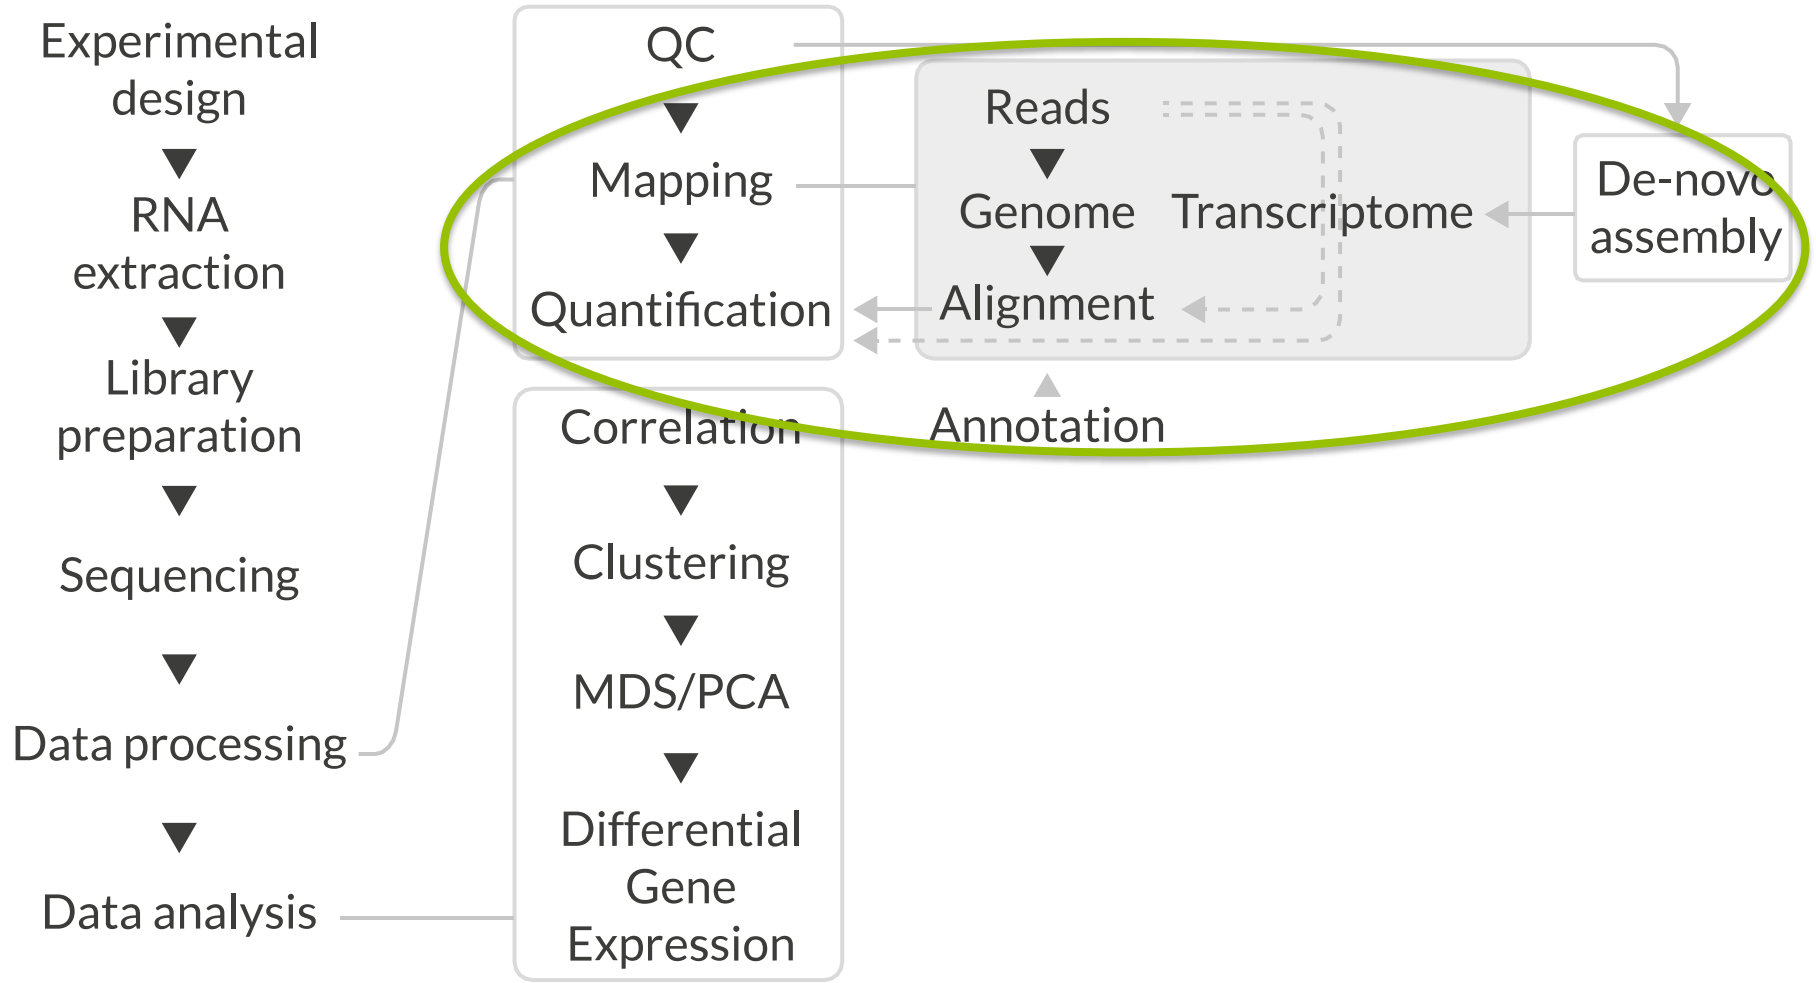 Experimental
design
RNA
extraction
Library
preparation
Sequencing
Data processing
Data analysis
QC
Mapping
Quantification
Reads
Genome
Transcriptome
Alignment
Annotation
De-novo
assembly
Correlation
Clustering
MDS/PCA
Differential
Gene
Expression